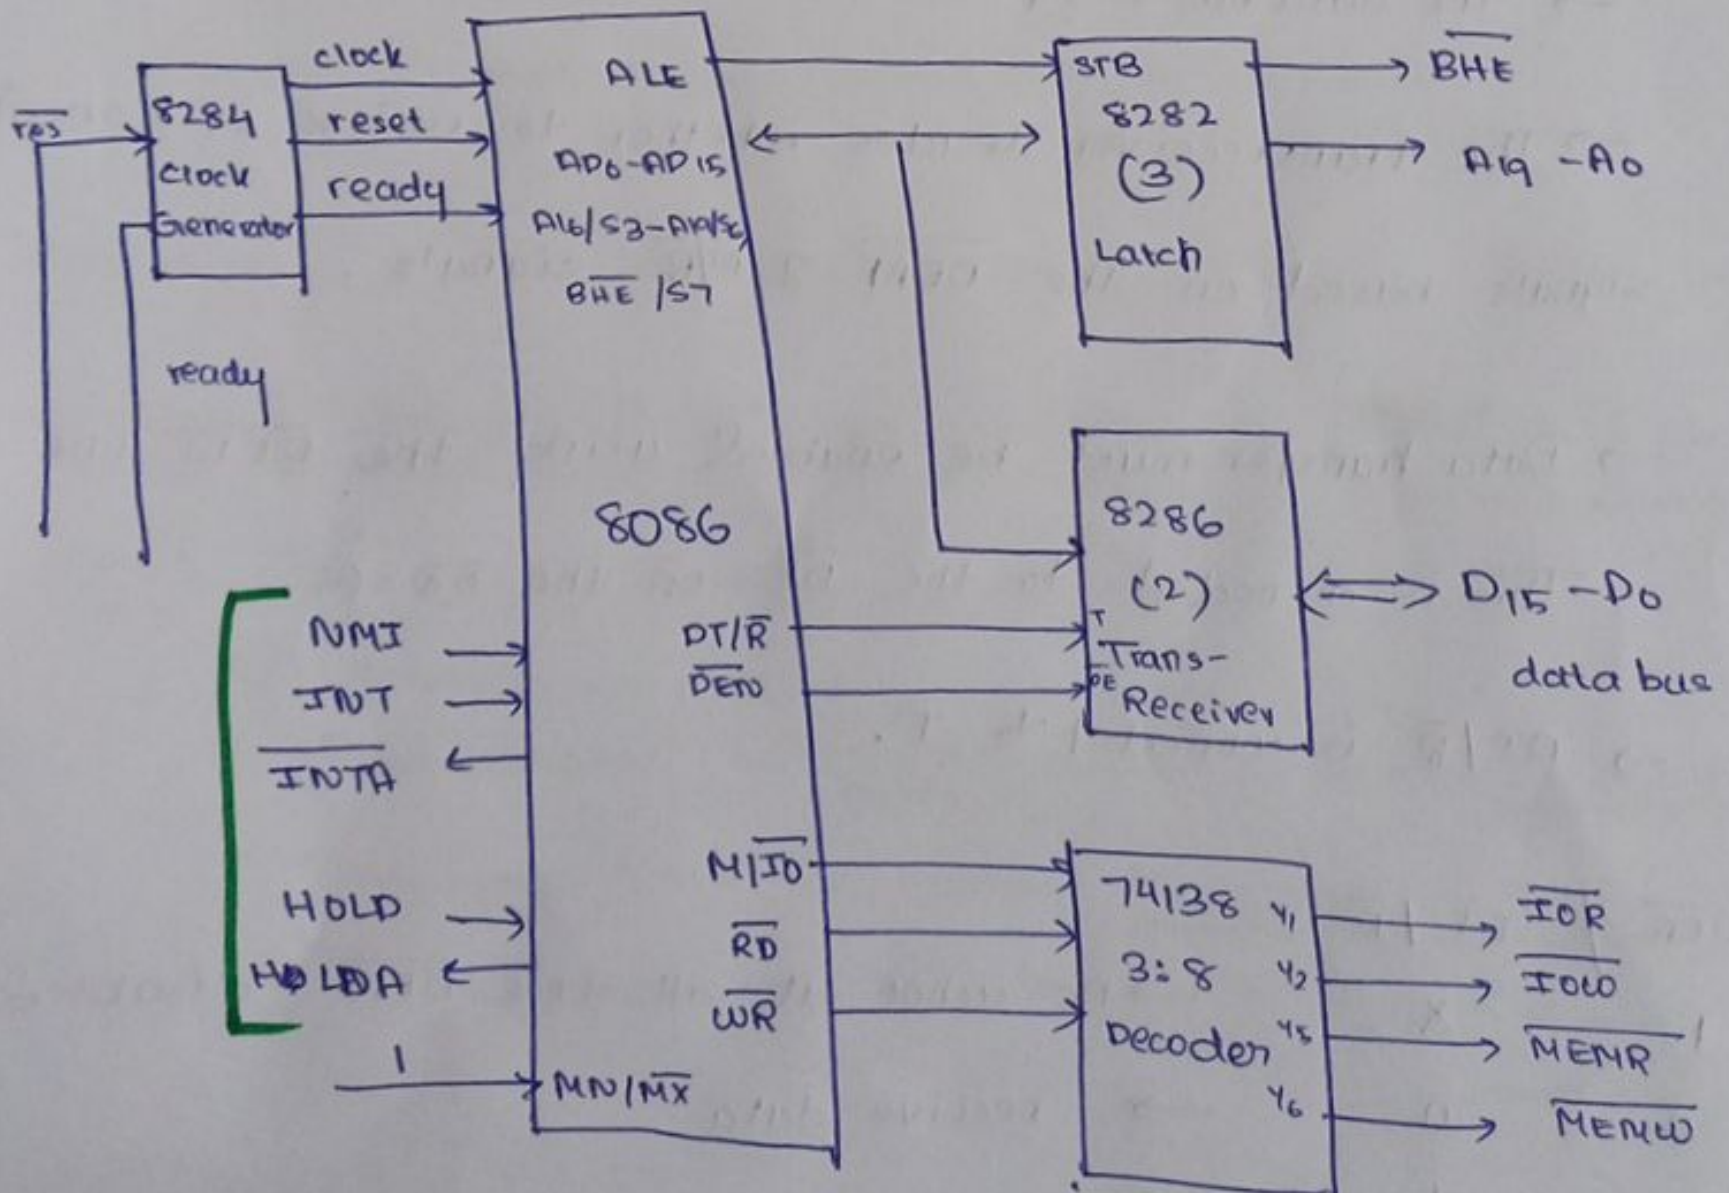 clock
reset
ready
res
8284
Clock
Generator
ready
ALE
AD0-AD15
A16/S3-A19/S6
BHE /S7
8086
NMI
INT
INTA
HOLD
HOLDA
1
MN/MX
DT/R
DEN
M/IO
RD
WR
STB
8282
(3)
Latch
BHE
A19 -A0
8286
(2)
T
Trans-
OE
Receiver
D15 -D0
data bus
74138
3:8
Decoder
Y1
Y2
Y5
Y6
IOR
IOW
MEMR
MEMW